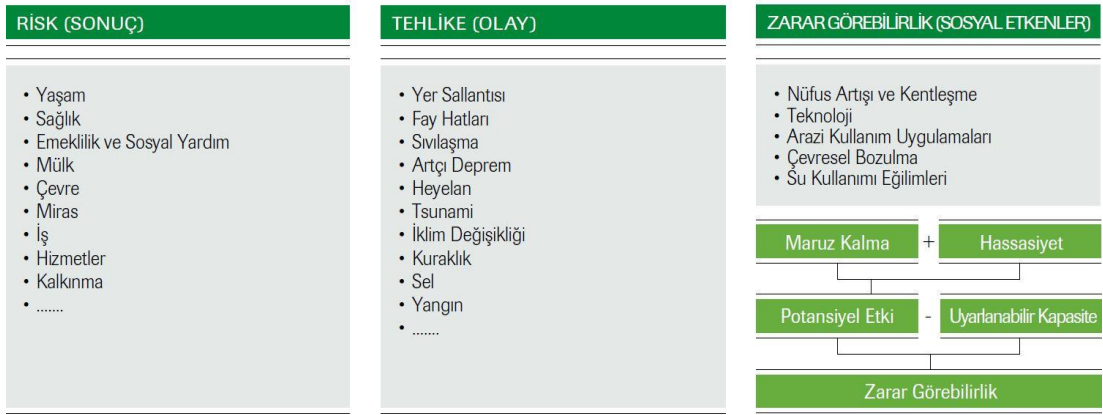 RİSK (SONUÇ)
• Yaşam
• Sağlık
• Emeklilik ve Sosyal Yardım
• Mülk
• Çevre
• Miras
• İş
• Hizmetler
• Kalkınma
• .......
TEHLİKE (OLAY)
• Yer Sallantısı
• Fay Hatları
• Sıvılaşma
• Artçı Deprem
• Heyelan
• Tsunami
• İklim Değişikliği
• Kuraklık
• Sel
• Yangın
• .......
ZARAR GÖREBİLİRLİK (SOSYAL ETKENLER)
• Nüfus Artışı ve Kentleşme
• Teknoloji
• Arazi Kullanım Uygulamaları
• Çevresel Bozulma
• Su Kullanımı Eğilimleri
Maruz Kalma + Hassasiyet
Potansiyel Etki - Uyarlanabilir Kapasite
Zarar Görebilirlik